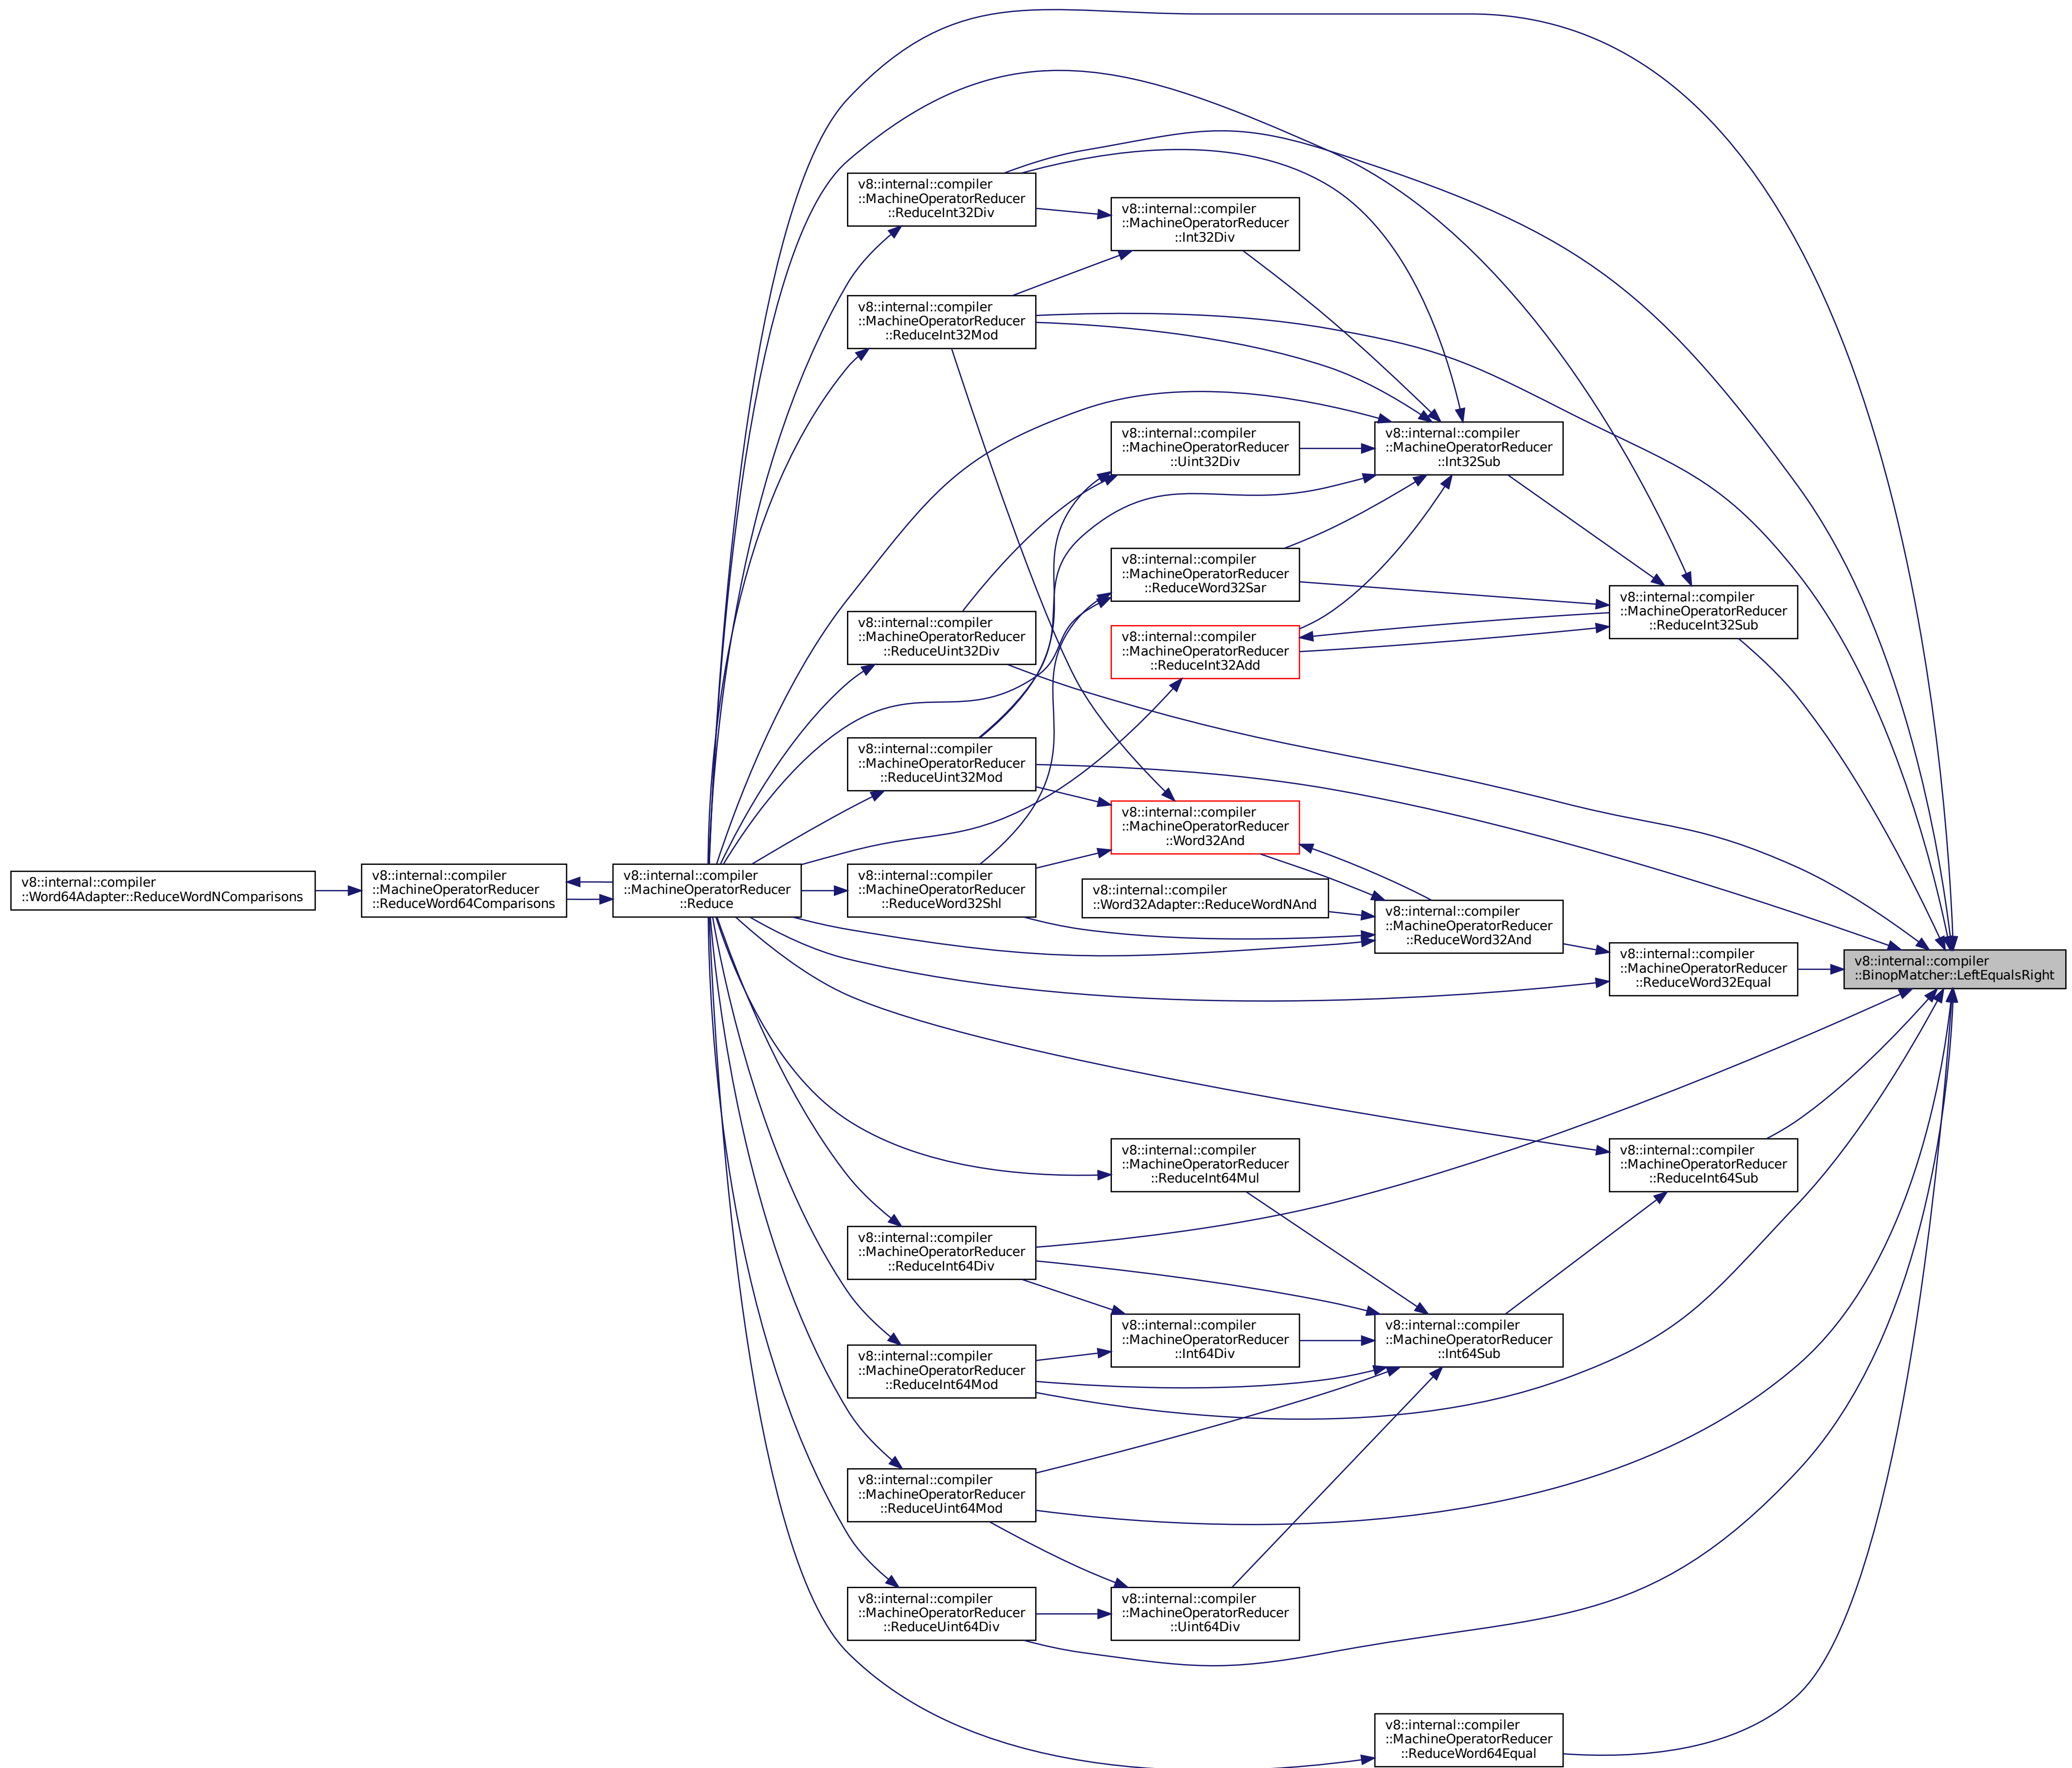 v8::internal::compiler
::MachineOperatorReducer
::ReduceInt32Div
v8::internal::compiler
::MachineOperatorReducer
::Int32Div
v8::internal::compiler
::MachineOperatorReducer
::ReduceInt32Mod
v8::internal::compiler
::MachineOperatorReducer
::Uint32Div
v8::internal::compiler
::MachineOperatorReducer
::Int32Sub
v8::internal::compiler
::MachineOperatorReducer
::ReduceWord32Sar
v8::internal::compiler
::MachineOperatorReducer
::ReduceInt32Sub
v8::internal::compiler
::MachineOperatorReducer
::ReduceUint32Div
v8::internal::compiler
::MachineOperatorReducer
::ReduceInt32Add
v8::internal::compiler
::MachineOperatorReducer
::ReduceUint32Mod
v8::internal::compiler
::MachineOperatorReducer
::Word32And
v8::internal::compiler
::Word64Adapter::ReduceWordNComparisons
v8::internal::compiler
::MachineOperatorReducer
::ReduceWord64Comparisons
v8::internal::compiler
::MachineOperatorReducer
::Reduce
v8::internal::compiler
::MachineOperatorReducer
::ReduceWord32Shl
v8::internal::compiler
::Word32Adapter::ReduceWordNAnd
v8::internal::compiler
::MachineOperatorReducer
::ReduceWord32And
v8::internal::compiler
::MachineOperatorReducer
::ReduceWord32Equal
v8::internal::compiler
::BinopMatcher::LeftEqualsRight
v8::internal::compiler
::MachineOperatorReducer
::ReduceInt64Mul
v8::internal::compiler
::MachineOperatorReducer
::ReduceInt64Sub
v8::internal::compiler
::MachineOperatorReducer
::ReduceInt64Div
v8::internal::compiler
::MachineOperatorReducer
::Int64Div
v8::internal::compiler
::MachineOperatorReducer
::Int64Sub
v8::internal::compiler
::MachineOperatorReducer
::ReduceInt64Mod
v8::internal::compiler
::MachineOperatorReducer
::ReduceUint64Mod
v8::internal::compiler
::MachineOperatorReducer
::ReduceUint64Div
v8::internal::compiler
::MachineOperatorReducer
::Uint64Div
v8::internal::compiler
::MachineOperatorReducer
::ReduceWord64Equal